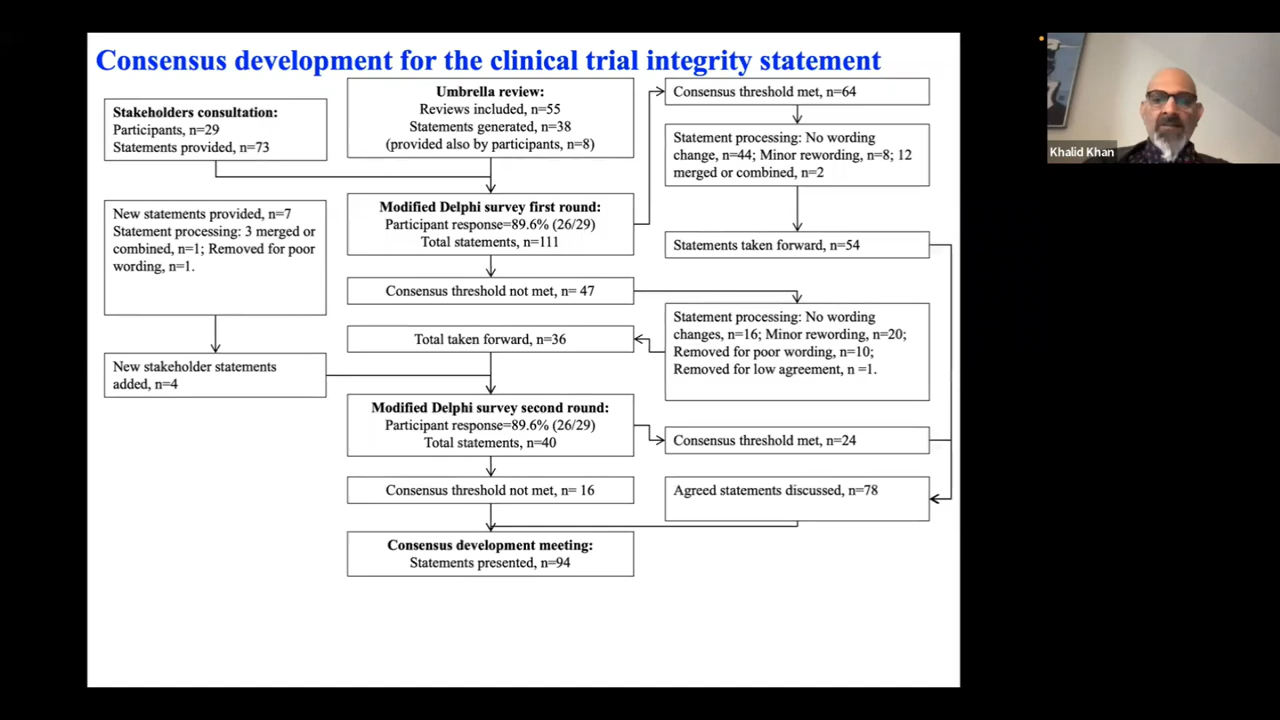 Consensus development for the clinical trial integrity statement
Stakeholders consultation:
Participants, n=29
Statements provided, n=73
Umbrella review:
Reviews included, n=55
Statements generated, n=38
(provided also by participants, n=8)
Consensus threshold met, n=64
Statement processing: No wording
change, n=44; Minor rewording, n=8; 12
merged or combined, n=2
New statements provided, n=7
Statement processing: 3 merged or
combined, n=1; Removed for poor
wording, n=1.
Modified Delphi survey first round:
Participant response=89.6% (26/29)
Total statements, n=111
Statements taken forward, n=54
Consensus threshold not met, n= 47
Statement processing: No wording
changes, n=16; Minor rewording, n=20;
Removed for poor wording, n=10;
Removed for low agreement, n =1.
Total taken forward, n=36
New stakeholder statements
added, n=4
Modified Delphi survey second round:
Participant response=89.6% (26/29)
Total statements, n=40
Consensus threshold met, n=24
Consensus threshold not met, n= 16
Agreed statements discussed, n=78
Consensus development meeting:
Statements presented, n=94
Khalid Khan